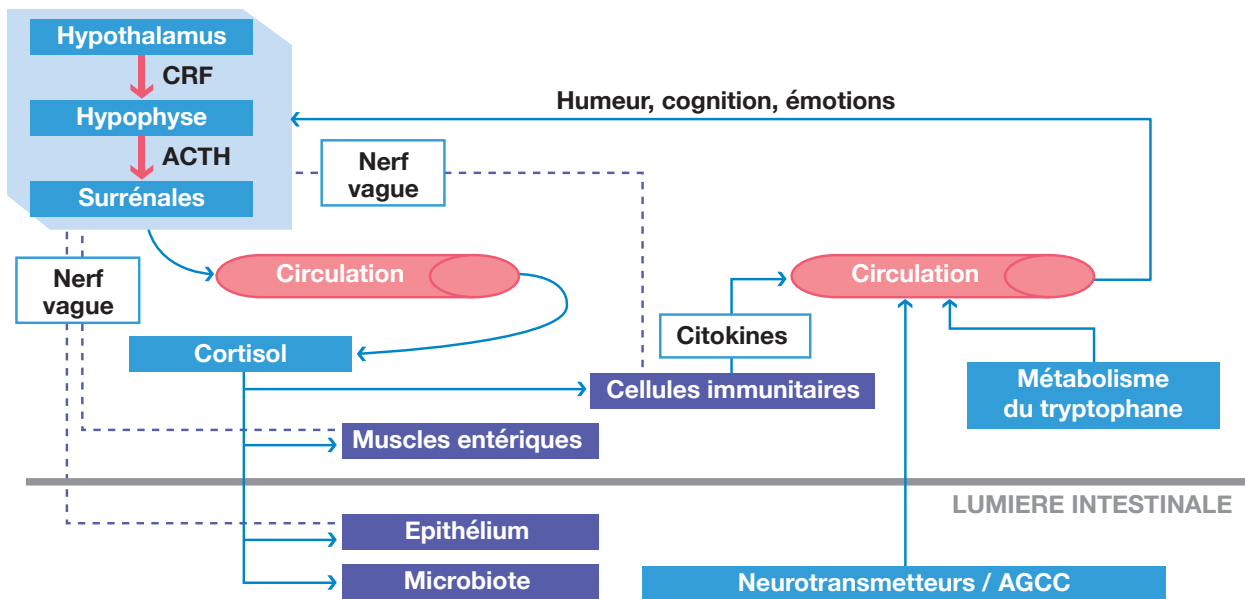 Hypothalamus
CRF
Hypophyse
ACTH
Surrénales
Humeur, cognition, émotions
Nerf
vague
Nerf
vague
Circulation
Circulation
Cortisol
Citokines
Cellules immunitaires
Métabolisme
du tryptophane
Muscles entériques
LUMIERE INTESTINALE
Epithélium
Microbiote
Neurotransmetteurs / AGCC